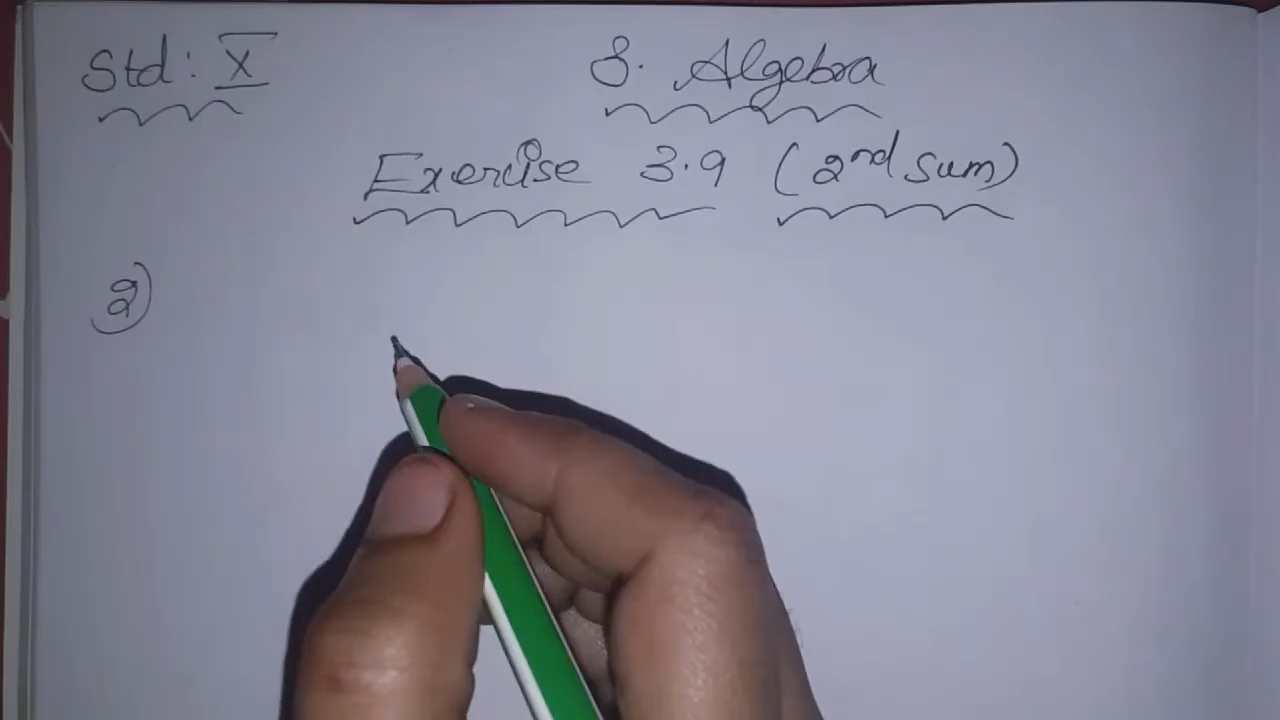 Std: X
3. Algebra
Exercise 3.9 (2nd sum)
2)